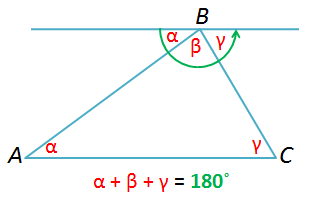 B
α β γ
A α γ C
α + β + γ = 180°